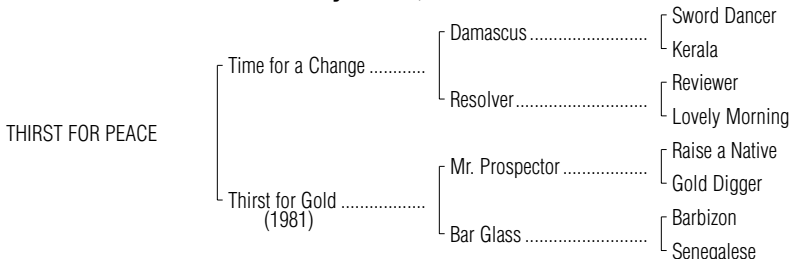 Sword Dancer
Damascus
Kerala
Time for a Change
Reviewer
Resolver
Lovely Morning
THIRST FOR PEACE
Raise a Native
Mr. Prospector
Gold Digger
Thirst for Gold
(1981)
Barbizon
Bar Glass
Senegalese